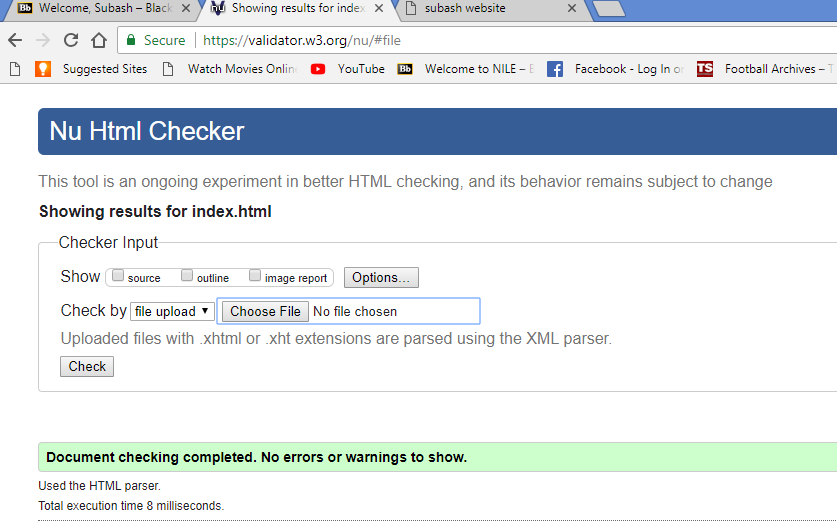 Bb Welcome, Subash – Black
nu Showing results for index
subash website
Secure https://validator.w3.org/nu/#file
Suggested Sites Watch Movies Onlin YouTube Bb Welcome to NILE – Facebook - Log In or TS Football Archives – T
Nu Html Checker
This tool is an ongoing experiment in better HTML checking, and its behavior remains subject to change
Showing results for index.html
Checker Input
Show source outline image report Options...
Check by file upload Choose File No file chosen
Uploaded files with .xhtml or .xht extensions are parsed using the XML parser.
Check
Document checking completed. No errors or warnings to show.
Used the HTML parser.
Total execution time 8 milliseconds.